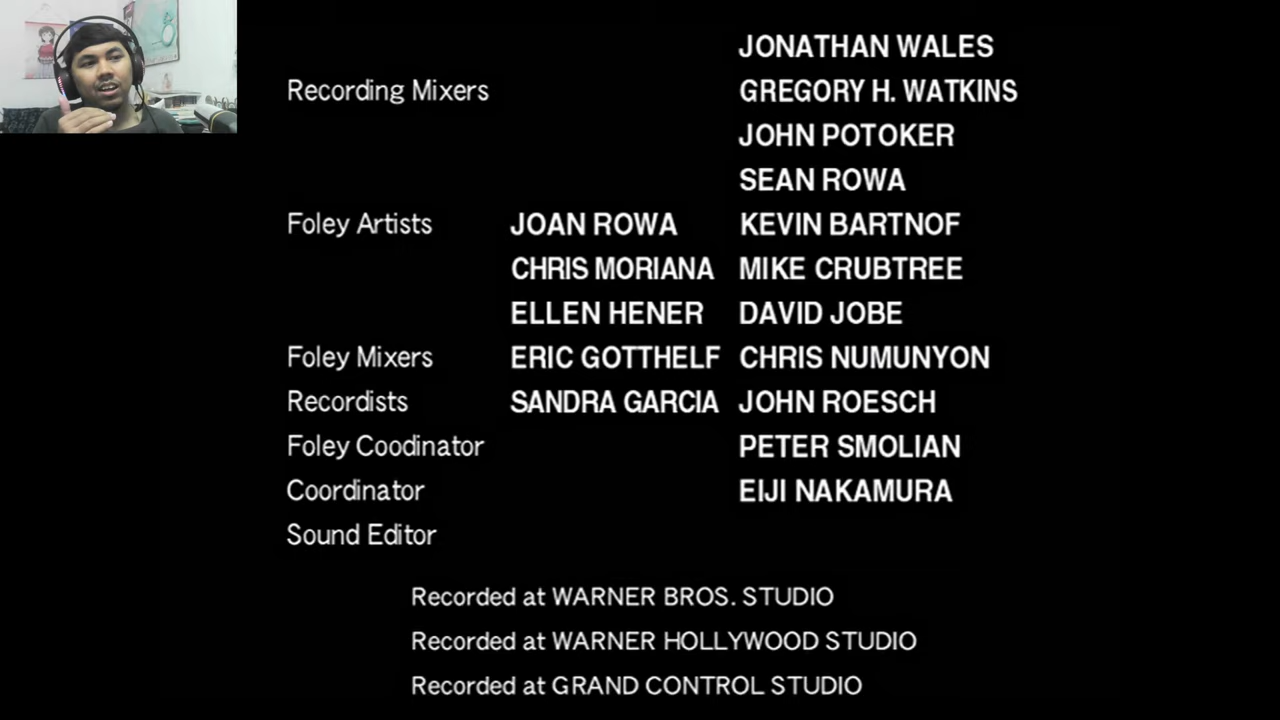 JONATHAN WALES
Recording Mixers GREGORY H. WATKINS
JOHN POTOKER
SEAN ROWA
Foley Artists JOAN ROWA KEVIN BARTNOF
CHRIS MORIANA MIKE CRUBTREE
ELLEN HENER DAVID JOBE
Foley Mixers ERIC GOTTHELF CHRIS NUMUNYON
Recordists SANDRA GARCIA JOHN ROESCH
Foley Coodinator PETER SMOLIAN
Coordinator EIJI NAKAMURA
Sound Editor
Recorded at WARNER BROS. STUDIO
Recorded at WARNER HOLLYWOOD STUDIO
Recorded at GRAND CONTROL STUDIO